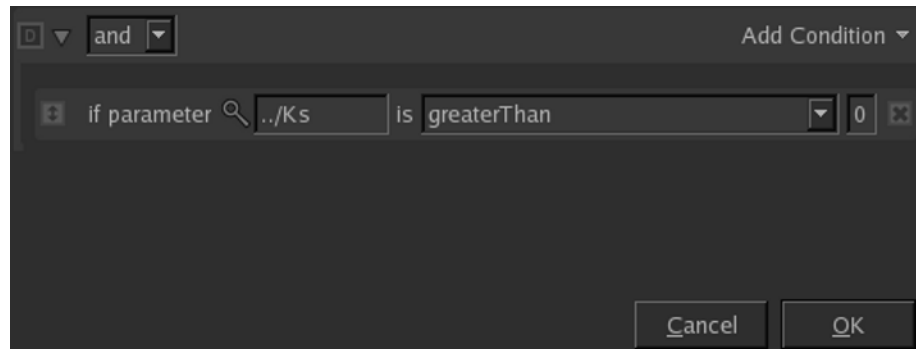 D and Add Condition
if parameter ../Ks is greaterThan 0
Cancel OK